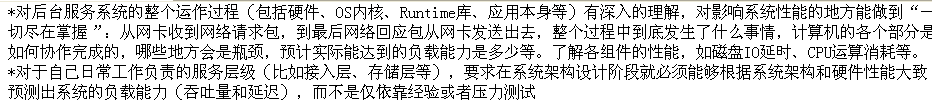 *对后台服务系统的整个运作过程（包括硬件、OS内核、Runtime库、应用本身等）有深入的理解，对影响系统性能的地方能做到“一
切尽在掌握 ”：从网卡收到网络请求包，到最后网络回应包从网卡发送出去，整个过程中到底发生了什么事情，计算机的各个部分是
如何协作完成的，哪些地方会是瓶颈，预计实际能达到的负载能力是多少等。了解各组件的性能，如磁盘IO延时、CPU运算消耗等。
*对于自己日常工作负责的服务层级（比如接入层、存储层等），要求在系统架构设计阶段就必须能够根据系统架构和硬件性能大致
预测出系统的负载能力（吞吐量和延迟），而不是仅依靠经验或者压力测试